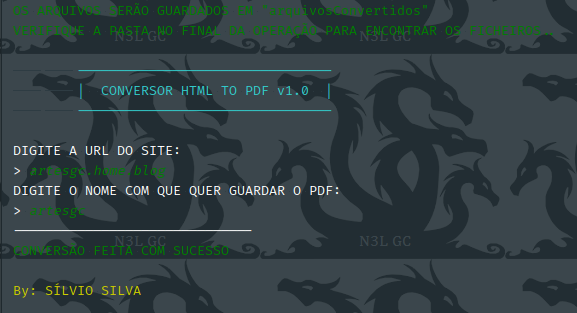 OS ARQUIVOS SERÃO GUARDADOS EM "arquivosConvertidos"
VERIFIQUE A PASTA NO FINAL DA OPERAÇÃO PARA ENCONTRAR OS FICHEIROS..
N3L GC N3L GC
| CONVERSOR HTML TO PDF v1.0 |
DIGITE A URL DO SITE:
> artesgc.home.blog
DIGITE O NOME COM QUE QUER GUARDAR O PDF:
> artesgc
N3L GC N3L GC
CONVERSÃO FEITA COM SUCESSO
By: SÍLVIO SILVA